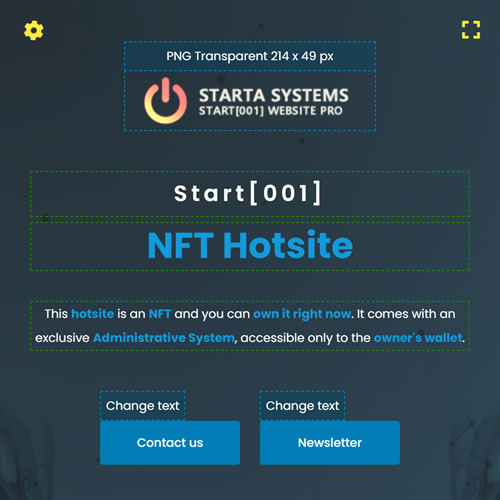 PNG Transparent 214 x 49 px
STARTA SYSTEMS
START[001] WEBSITE PRO
Start[001]
NFT Hotsite
This hotsite is an NFT and you can own it right now. It comes with an
exclusive Administrative System, accessible only to the owner's wallet.
Change text
Change text
Contact us
Newsletter